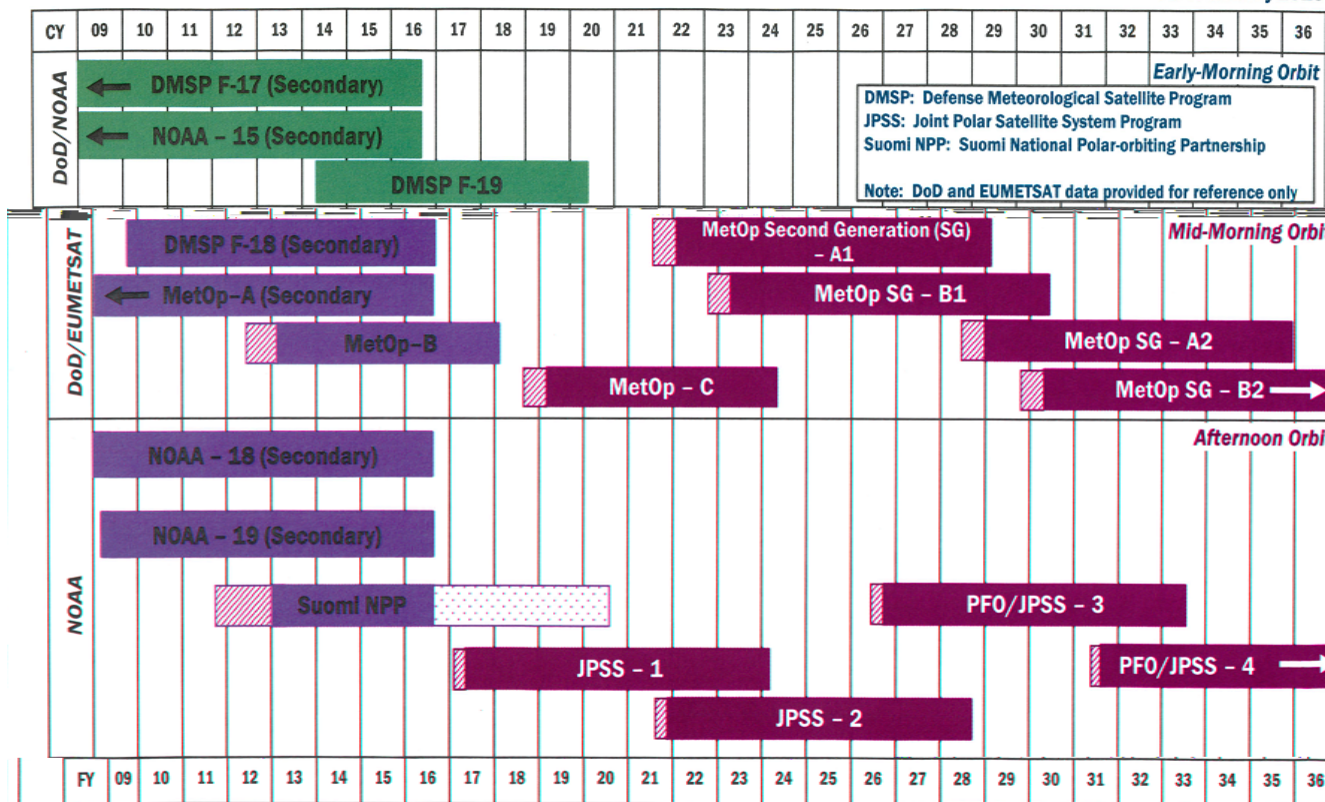 CY 09 10 11 12 13 14 15 16 17 18 19 20 21 22 23 24 25 26 27 28 29 30 31 32 33 34 35 36
DoD/NOAA
Early-Morning Orbit
DMSP F-17 (Secondary)
NOAA – 15 (Secondary)
DMSP F-19
DMSP: Defense Meteorological Satellite Program
JPSS: Joint Polar Satellite System Program
Suomi NPP: Suomi National Polar-orbiting Partnership
Note: DoD and EUMETSAT data provided for reference only
DoD/EUMETSAT
Mid-Morning Orbit
DMSP F-18 (Secondary)
MetOp Second Generation (SG)
– A1
MetOp–A (Secondary
MetOp SG – B1
MetOp–B
MetOp SG – A2
MetOp – C
MetOp SG – B2
NOAA
Afternoon Orbi
NOAA – 18 (Secondary)
NOAA – 19 (Secondary)
Suomi NPP
PFO/JPSS – 3
JPSS – 1
PFO/JPSS – 4
JPSS – 2
FY 09 10 11 12 13 14 15 16 17 18 19 20 21 22 23 24 25 26 27 28 29 30 31 32 33 34 35 36